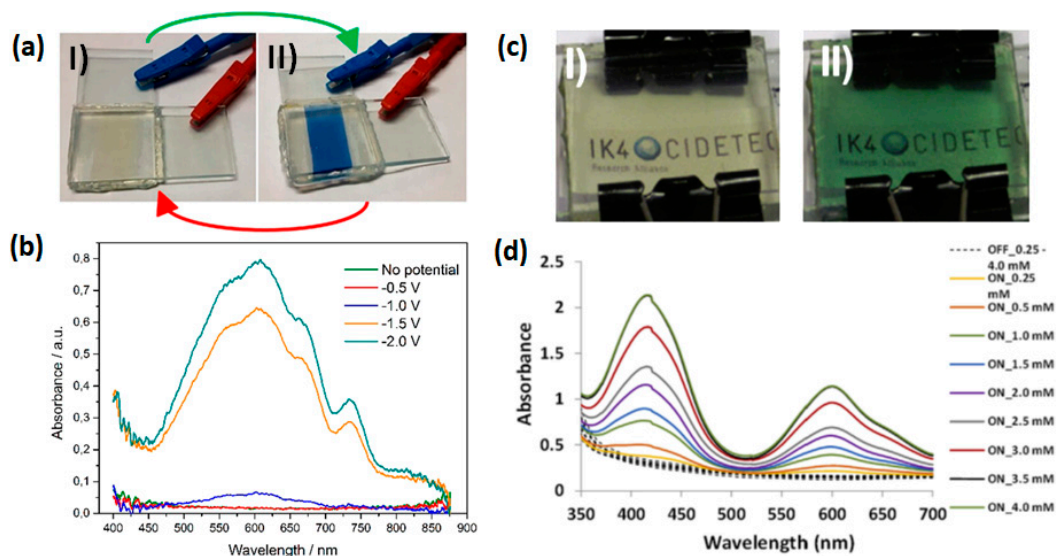 (a)
I)
II)
(b)
0,8
0,7
0,6
0,5
0,4
0,3
0,2
0,1
0,0
Absorbance / a.u.
400 450 500 550 600 650 700 750 800 850 900
Wavelength / nm
No potential
-0.5 V
-1.0 V
-1.5 V
-2.0 V
(c)
I)
IK4 CIDETEC
Research Alliance
II)
IK4 CIDETEC
Research Alliance
(d)
2.5
2
1.5
1
0.5
0
Absorbance
350 400 450 500 550 600 650 700
Wavelength (nm)
OFF_0.25 -
4.0 mM
ON_0.25
mM
ON_0.5 mM
ON_1.0 mM
ON_1.5 mM
ON_2.0 mM
ON_2.5 mM
ON_3.0 mM
ON_3.5 mM
ON_4.0 mM